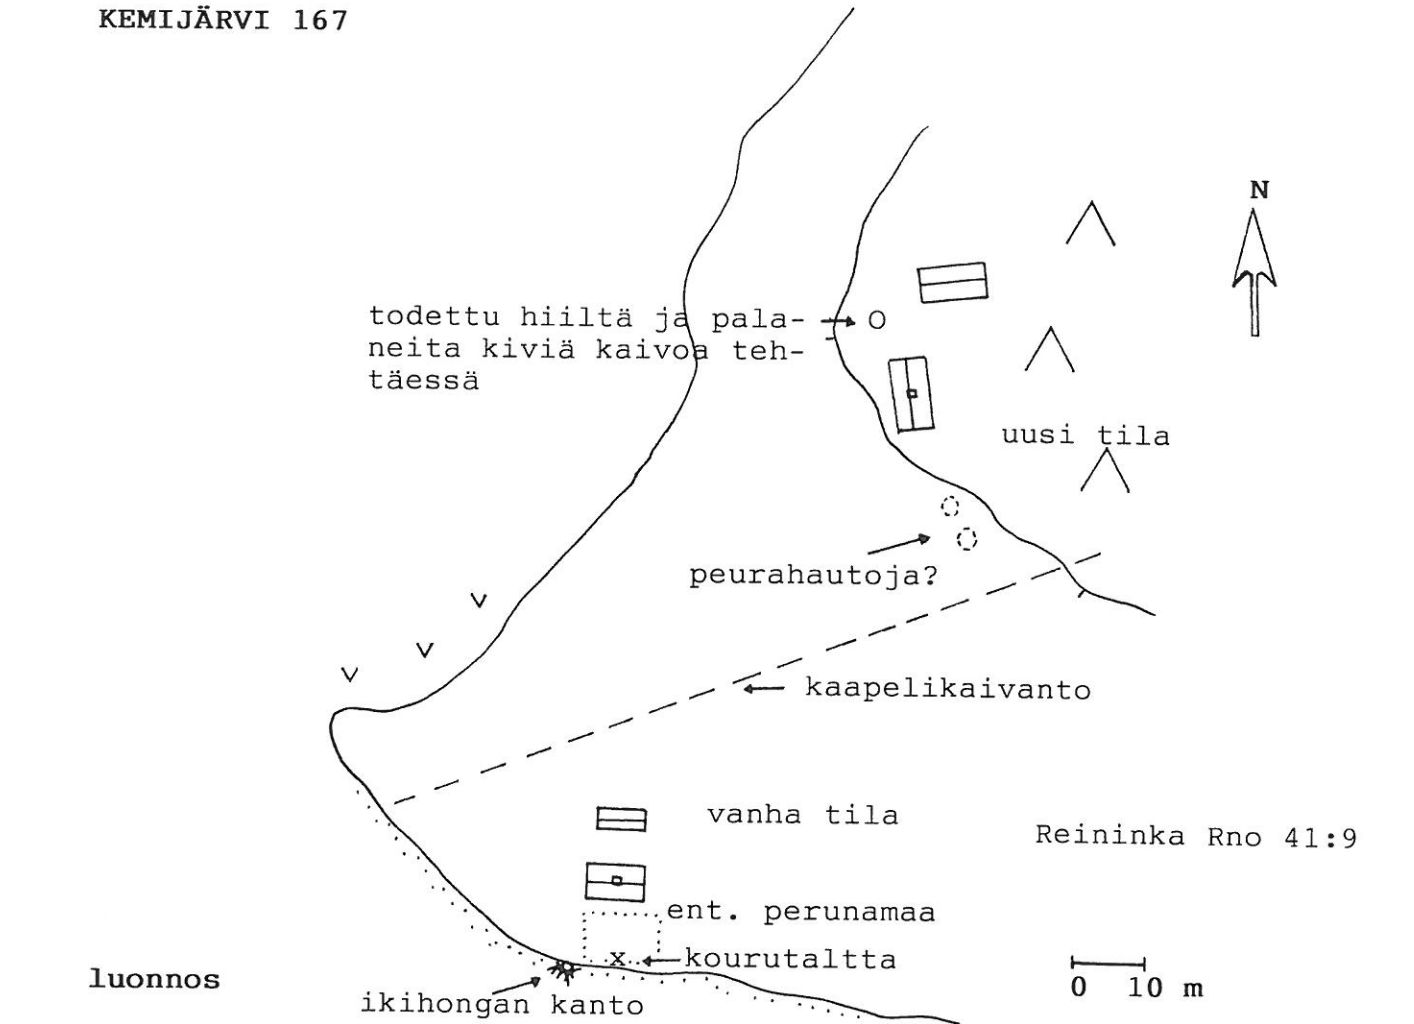 KEMIJÄRVI 167
N
todettu hiiltä ja pala-
neita kiviä kaivoa teh-
täessä
uusi tila
peurahautoja?
kaapelikaivanto
vanha tila
Reininka Rno 41:9
ent. perunamaa
x kourutaltta
luonnos
ikihongan kanto
0 10 m